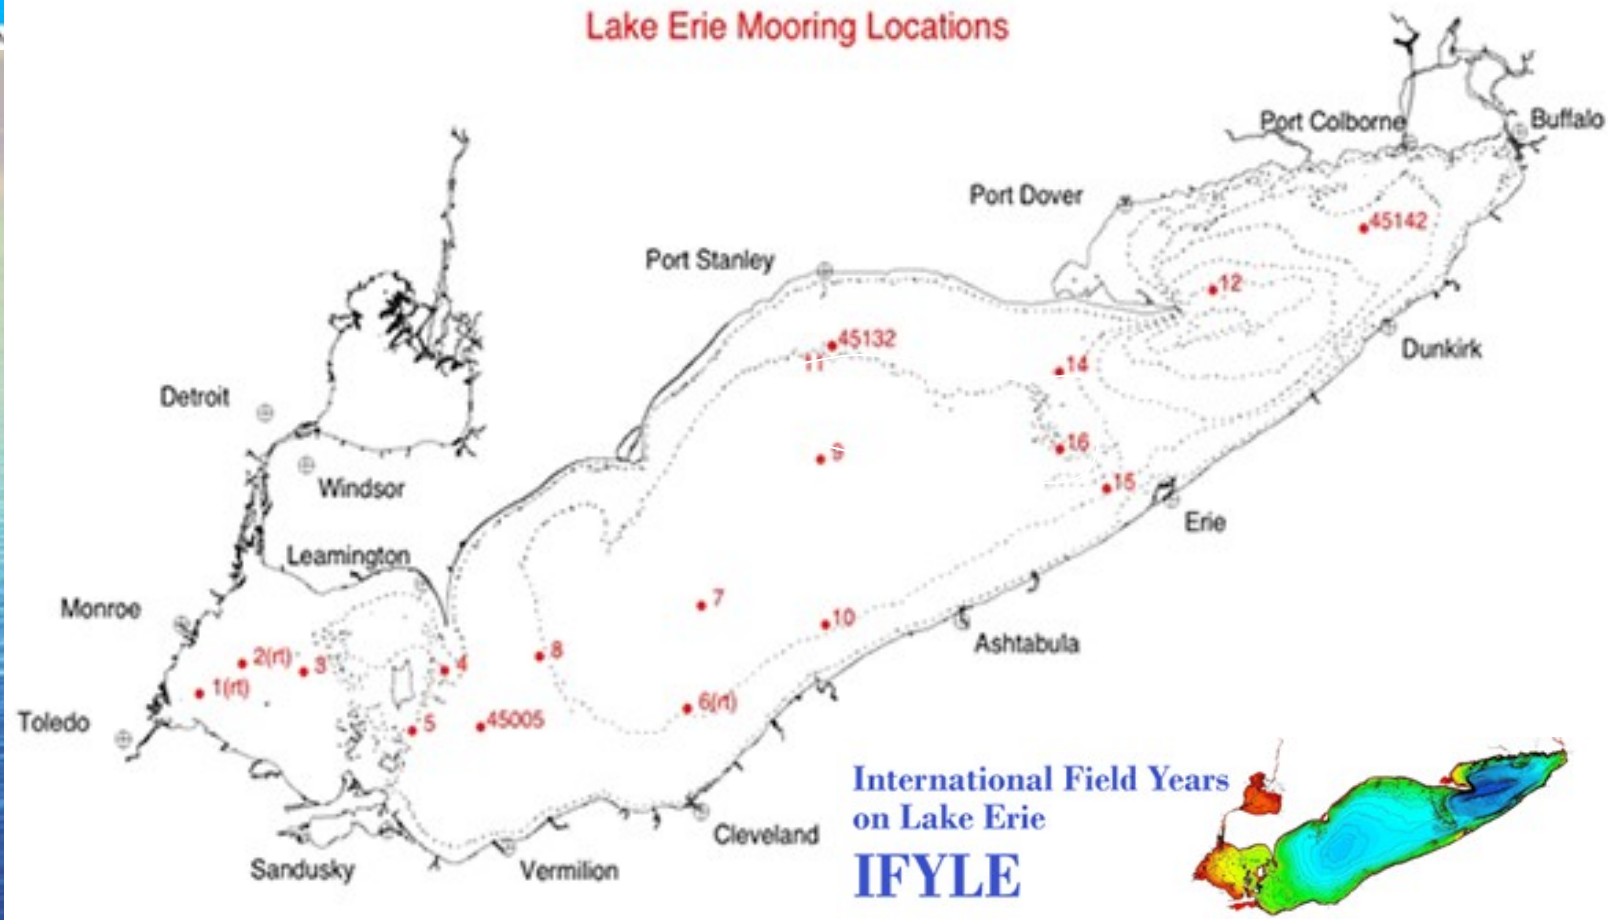 Lake Erie Mooring Locations
Port Colborne
Buffalo
Port Dover
45142
Port Stanley
12
45132
11
14
Dunkirk
Detroit
9
16
Windsor
15
Erie
Leamington
7
Monroe
10
Ashtabula
2(rt)
3
4
8
1(rt)
6(rt)
Toledo
5
45005
International Field Years
on Lake Erie
IFYLE
Cleveland
Sandusky
Vermilion